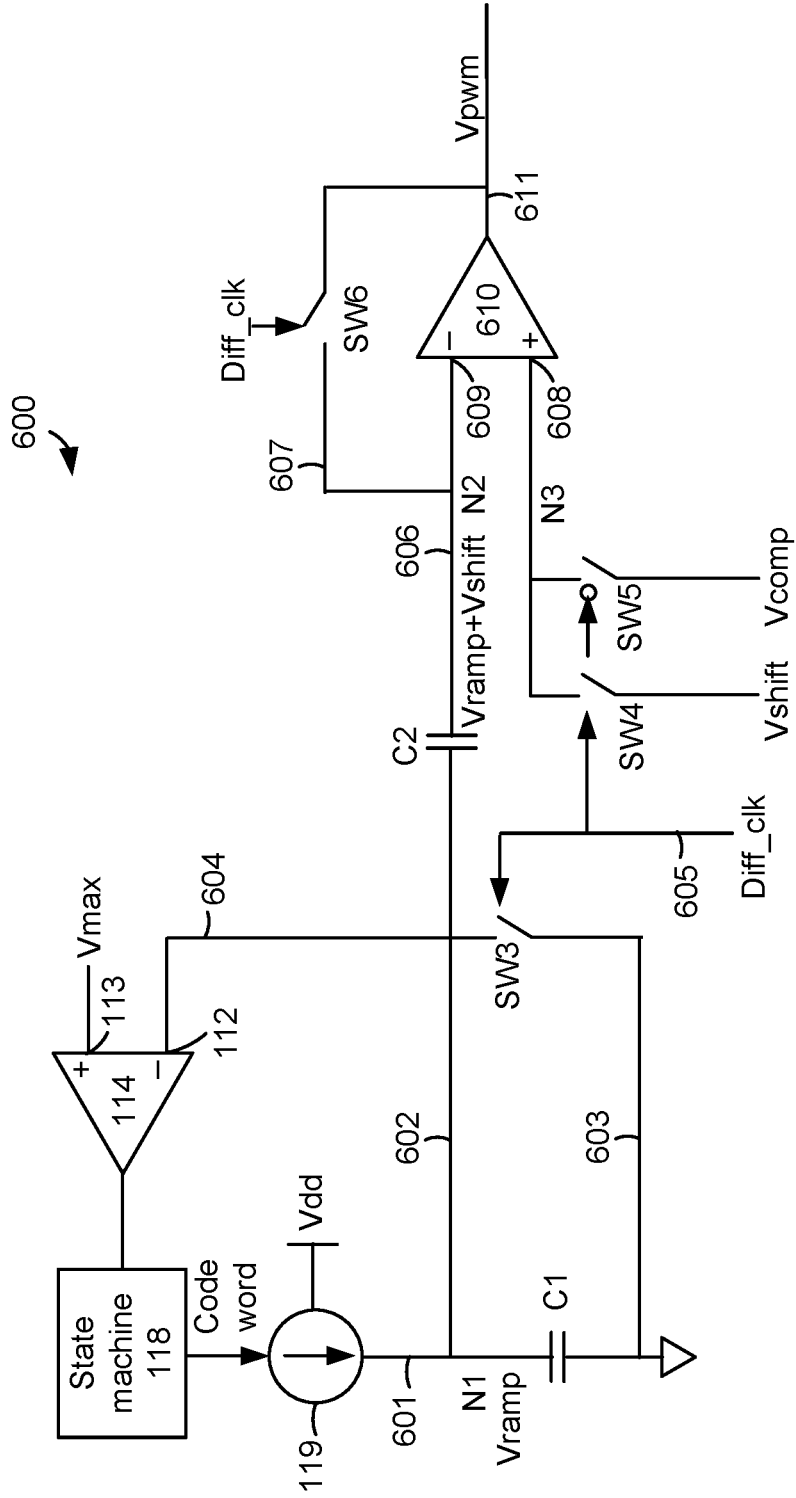 600
Vmax
113
+
114
−
112
604
State
machine
118
Code
word
Vdd
119
601
602
N1
Vramp
C1
603
SW3
605
Diff_clk
C2
Vramp+Vshift
606
N2
607
Diff_clk
SW6
609
−
610
+
608
N3
SW4
SW5
Vshift
Vcomp
611
Vpwm